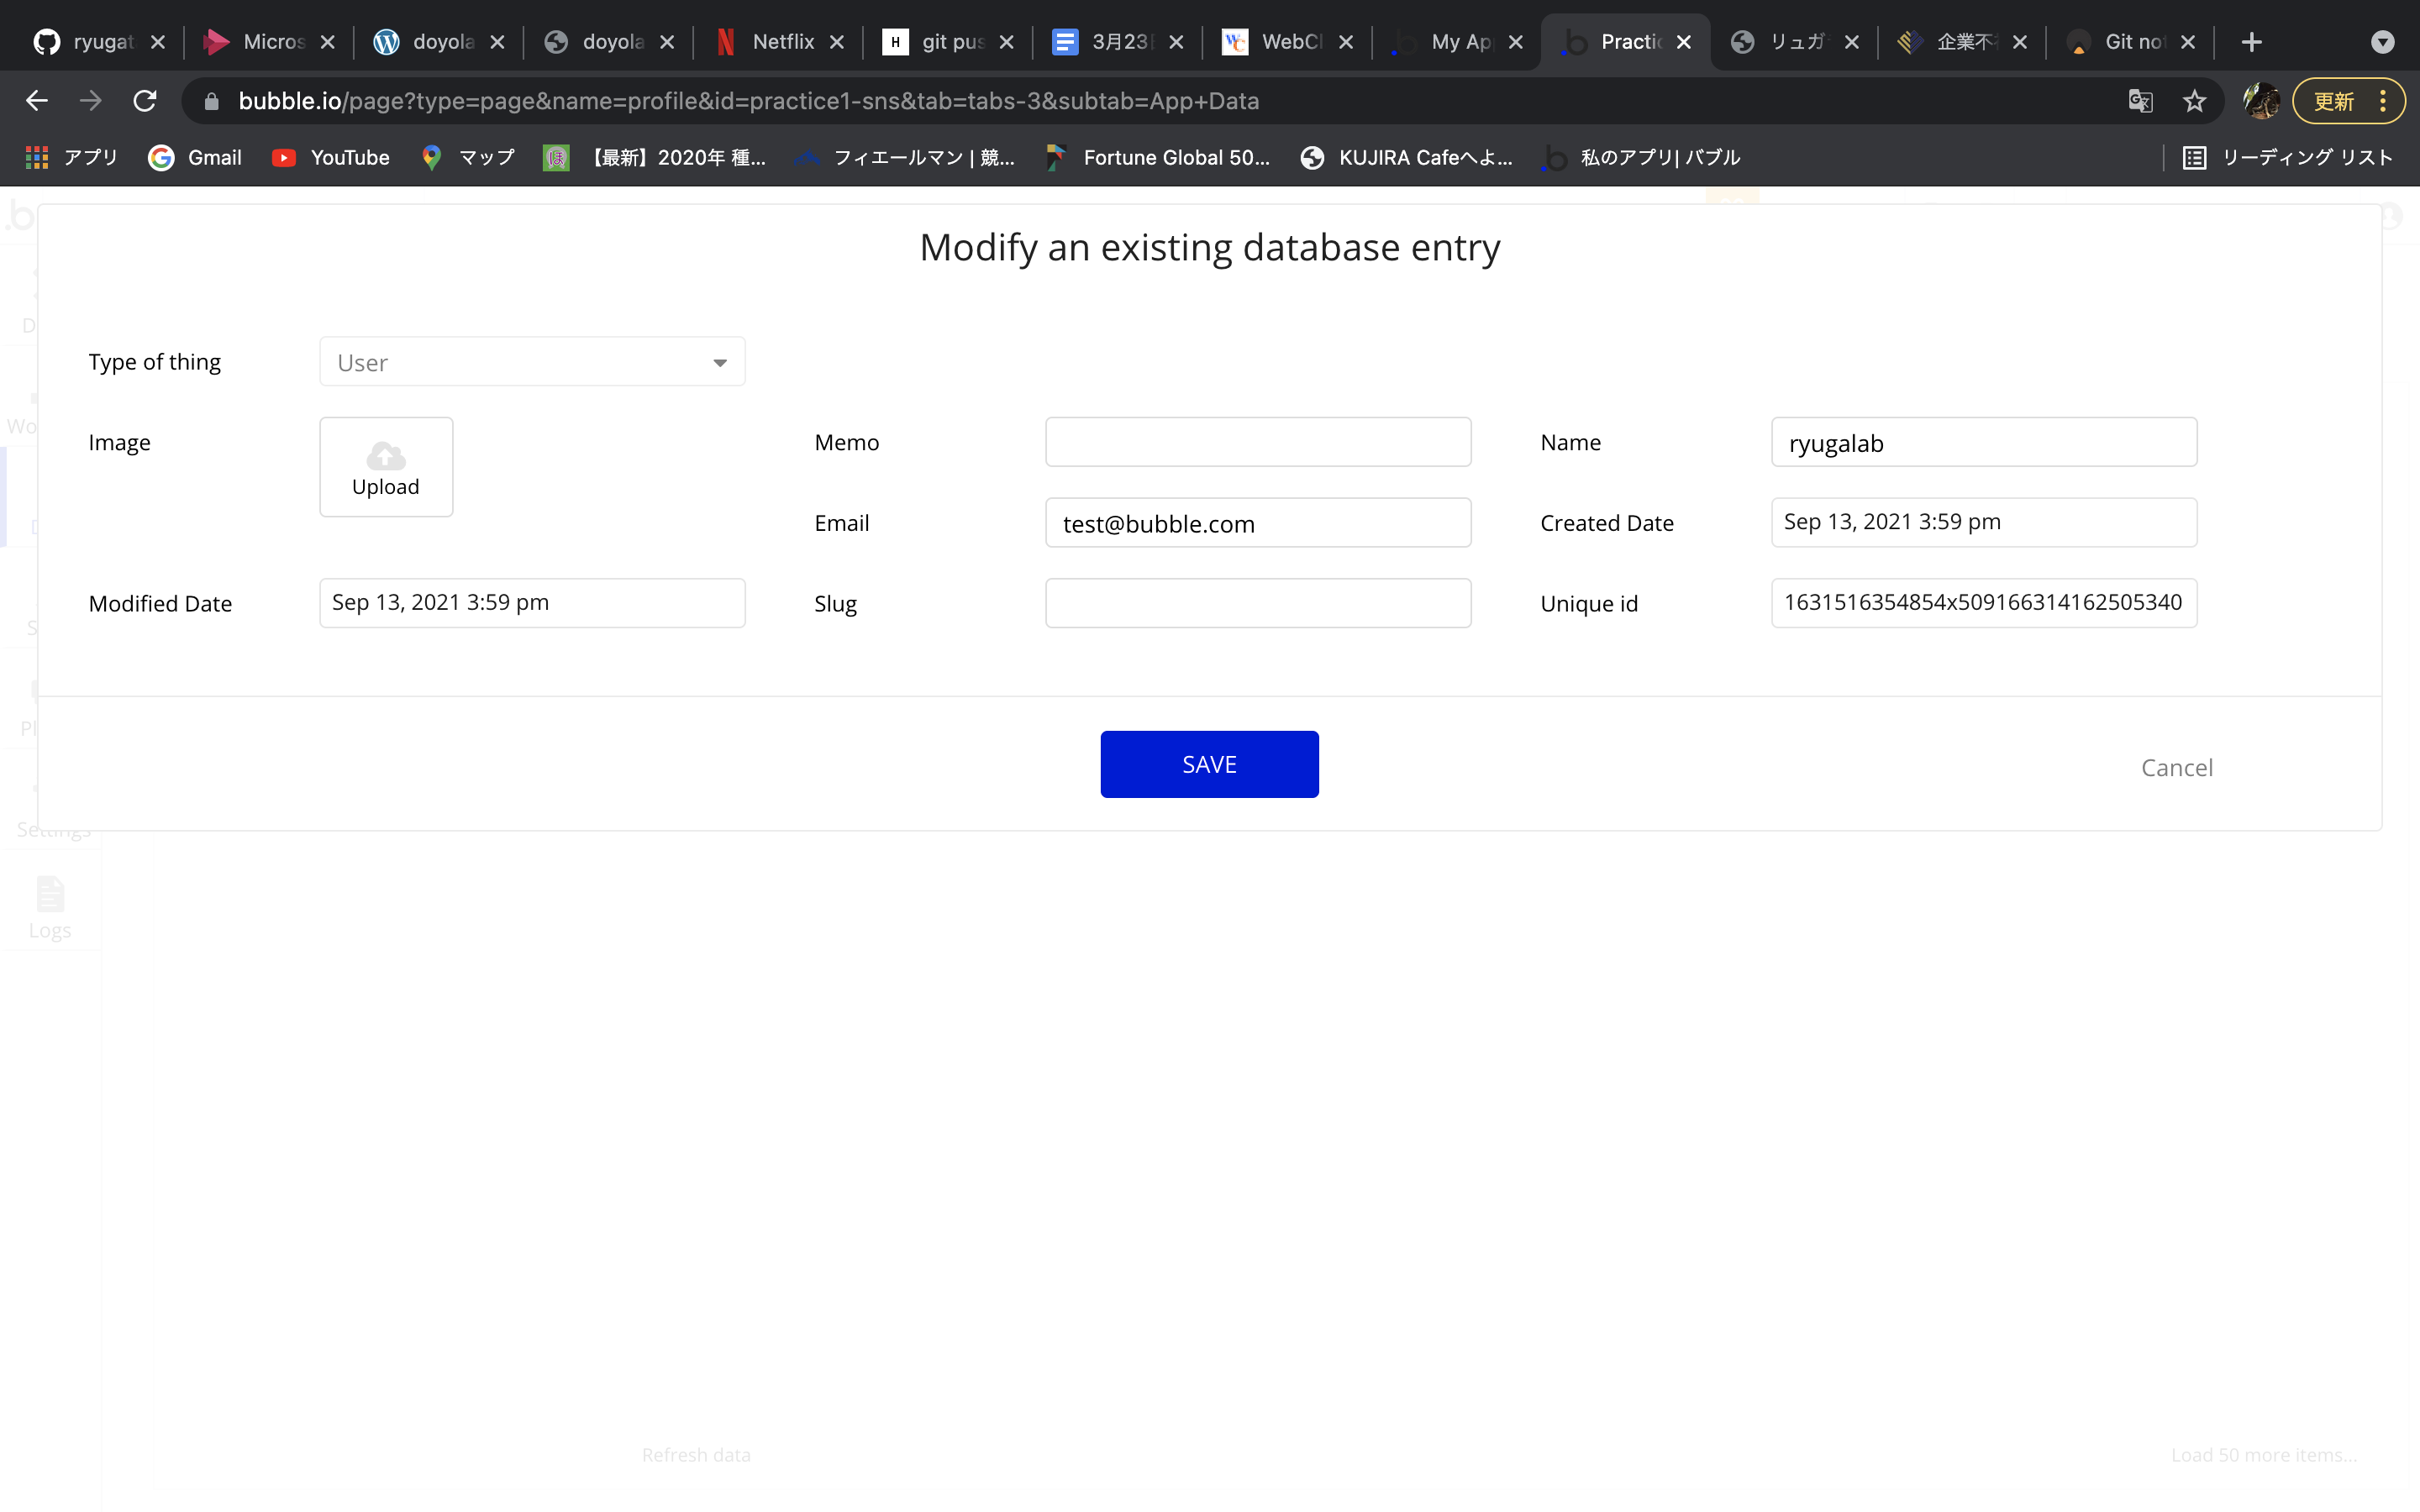 ryugat Micros doyola doyola Netflix H git pus 3月23 WC WebCl My Ap Practic リュガ 企業不 Git not
bubble.io/page?type=page&name=profile&id=practice1-sns&tab=tabs-3&subtab=App+Data 更新
アプリ Gmail YouTube マップ 【最新】2020年 種... フィエールマン | 競... Fortune Global 50... KUJIRA Cafeへよ... 私のアプリ| バブル リーディング リスト
Modify an existing database entry
Type of thing User
Image Upload Memo Name ryugalab
Email test@bubble.com Created Date Sep 13, 2021 3:59 pm
Modified Date Sep 13, 2021 3:59 pm Slug Unique id 1631516354854x509166314162505340
SAVE Cancel
Settings
Logs
Refresh data Load 50 more items...